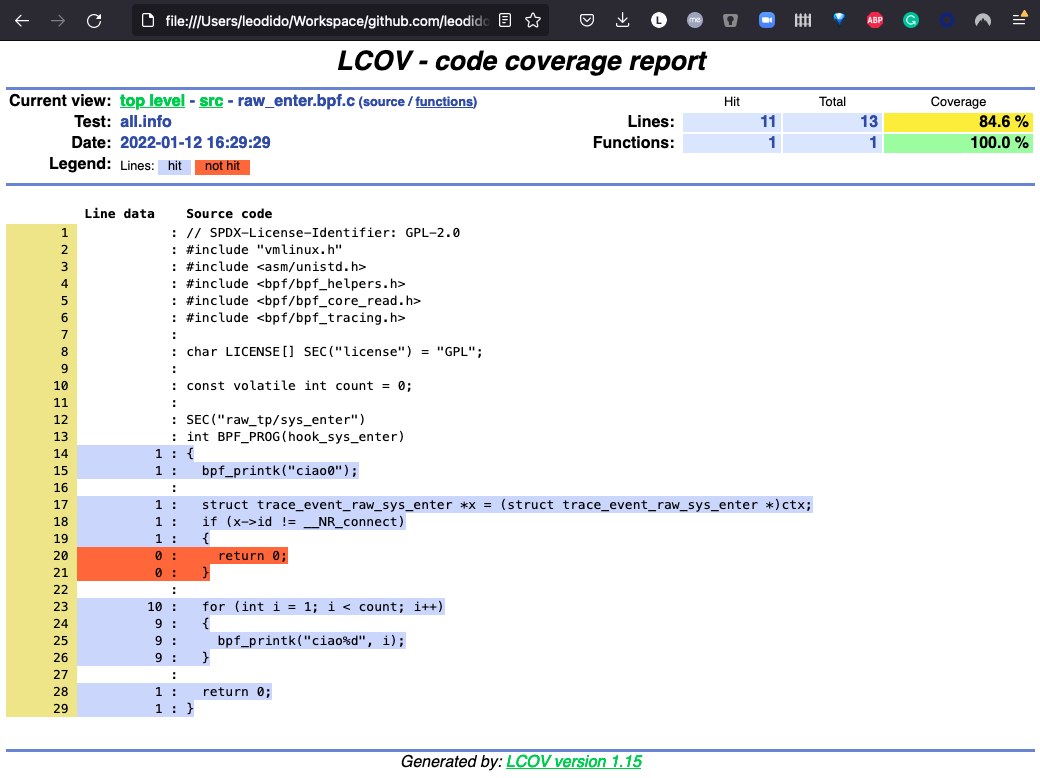 file:///Users/leodido/Workspace/github.com/leodido
L me ABP G
LCOV - code coverage report
Current view: top level - src - raw_enter.bpf.c (source / functions) Hit Total Coverage
Test: all.info Lines: 11 13 84.6 %
Date: 2022-01-12 16:29:29 Functions: 1 1 100.0 %
Legend: Lines: hit not hit
Line data Source code
1 : // SPDX-License-Identifier: GPL-2.0
2 : #include "vmlinux.h"
3 : #include <asm/unistd.h>
4 : #include <bpf/bpf_helpers.h>
5 : #include <bpf/bpf_core_read.h>
6 : #include <bpf/bpf_tracing.h>
7 :
8 : char LICENSE[] SEC("license") = "GPL";
9 :
10 : const volatile int count = 0;
11 :
12 : SEC("raw_tp/sys_enter")
13 : int BPF_PROG(hook_sys_enter)
14 1 : {
15 1 : bpf_printk("ciao0");
16 :
17 1 : struct trace_event_raw_sys_enter *x = (struct trace_event_raw_sys_enter *)ctx;
18 1 : if (x->id != __NR_connect)
19 1 : {
20 0 : return 0;
21 0 : }
22 :
23 10 : for (int i = 1; i < count; i++)
24 9 : {
25 9 : bpf_printk("ciao%d", i);
26 9 : }
27 :
28 1 : return 0;
29 1 : }
Generated by: LCOV version 1.15